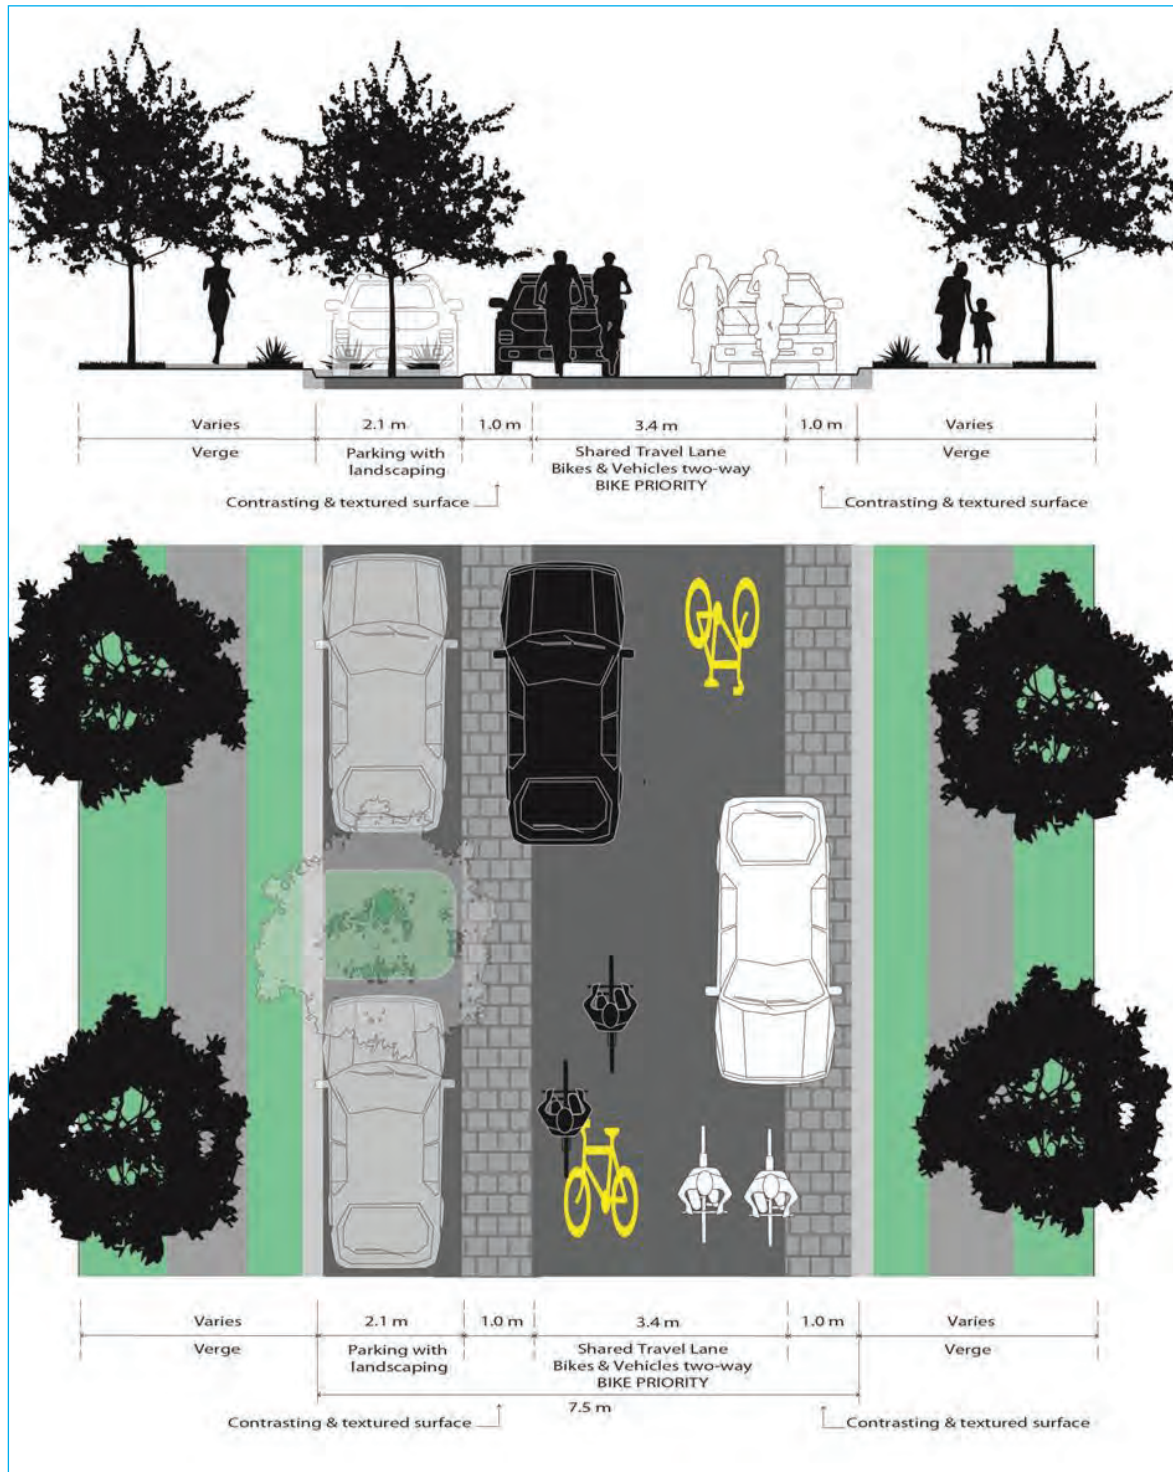 Varies 2.1 m 1.0 m 3.4 m 1.0 m Varies
Verge Parking with landscaping Shared Travel Lane Verge
Bikes & Vehicles two-way
BIKE PRIORITY
Contrasting & textured surface Contrasting & textured surface
Varies 2.1 m 1.0 m 3.4 m 1.0 m Varies
Verge Parking with landscaping Shared Travel Lane Verge
Bikes & Vehicles two-way
BIKE PRIORITY
7.5 m
Contrasting & textured surface Contrasting & textured surface